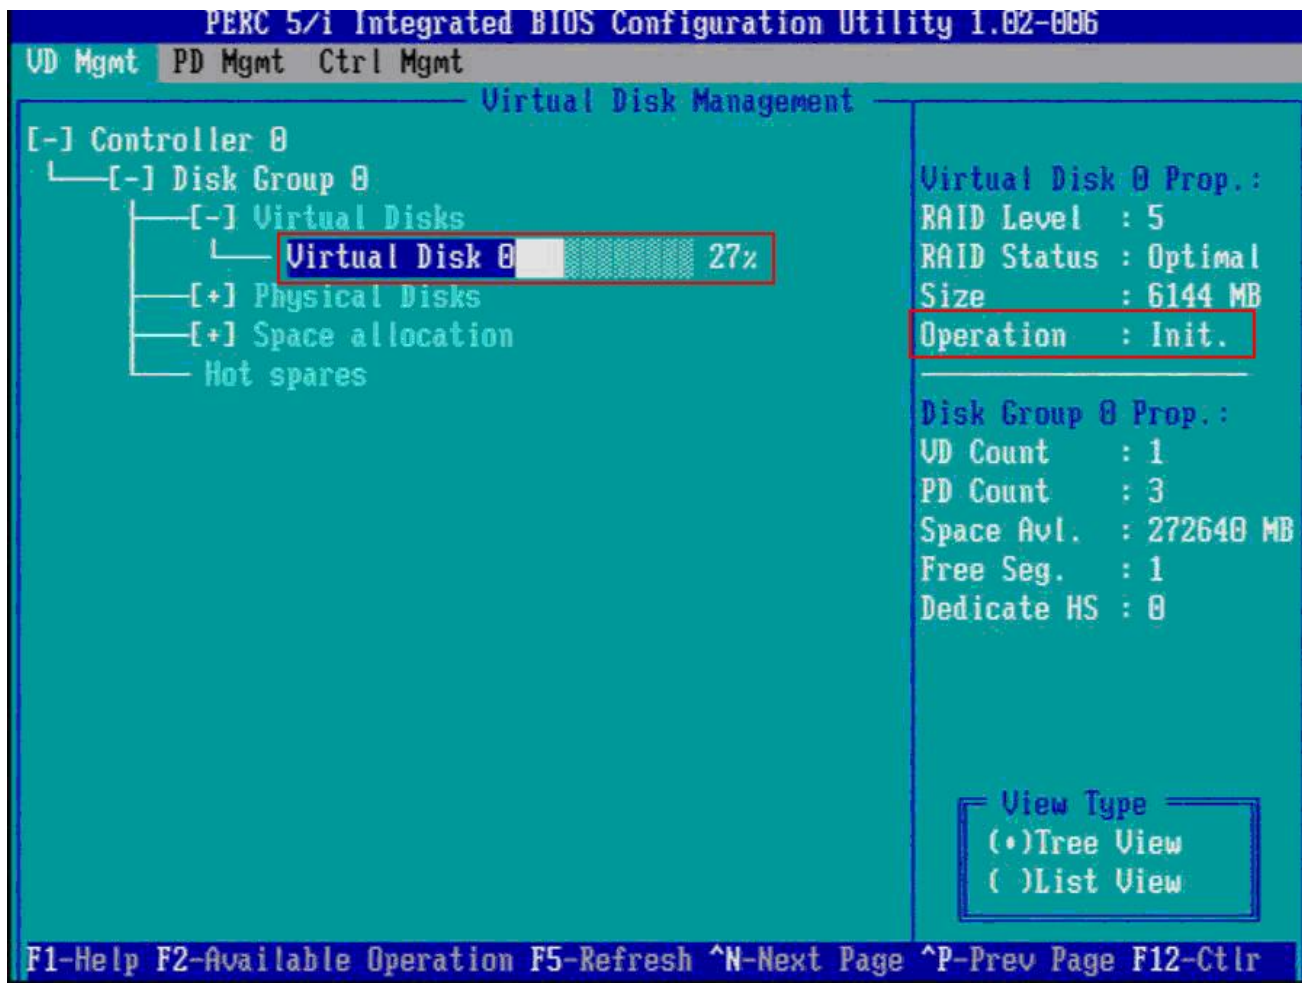 PERC 5/i Integrated BIOS Configuration Utility 1.02-006
VD Mgmt PD Mgmt Ctrl Mgmt
Virtual Disk Management
[-] Controller 0
[-] Disk Group 0
[-] Virtual Disks
Virtual Disk 0 27%
[+] Physical Disks
[+] Space allocation
Hot spares
Virtual Disk 0 Prop.:
RAID Level : 5
RAID Status : Optimal
Size : 6144 MB
Operation : Init.
Disk Group 0 Prop.:
VD Count : 1
PD Count : 3
Space Avl. : 272640 MB
Free Seg. : 1
Dedicate HS : 0
View Type
(•)Tree View
( )List View
F1-Help F2-Available Operation F5-Refresh ^N-Next Page ^P-Prev Page F12-Ctlr